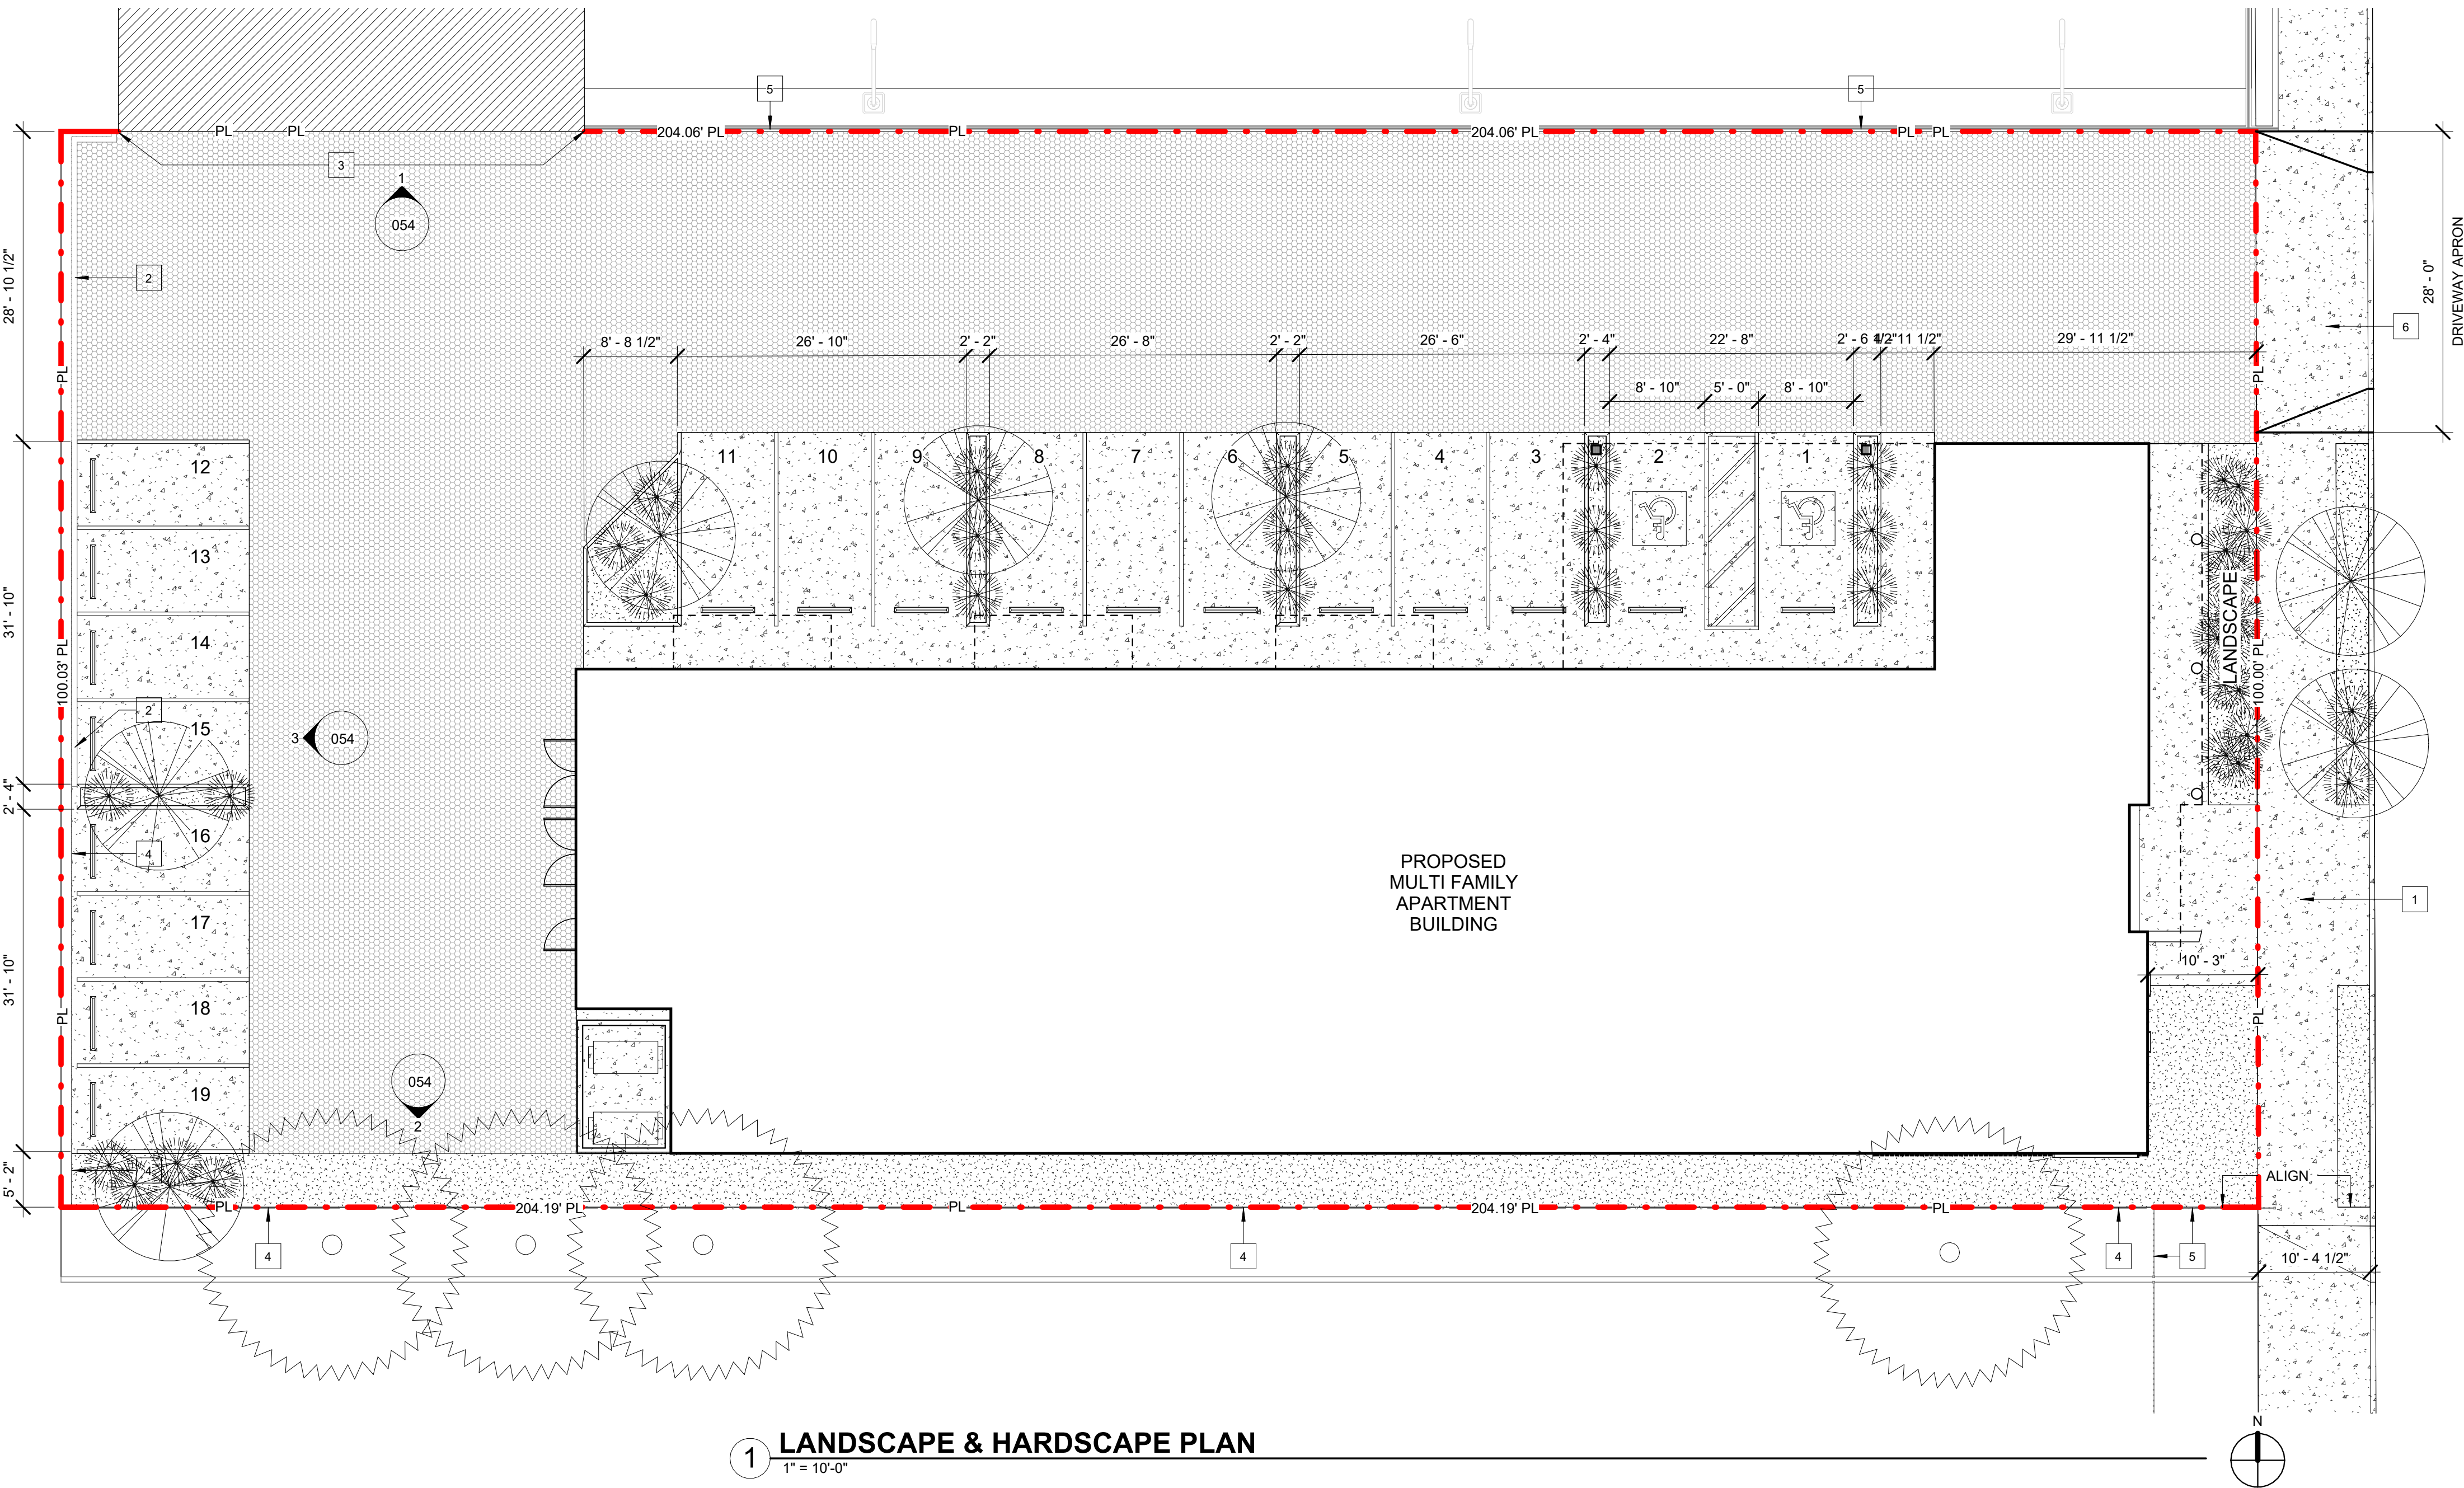 5
5
PL
PL
204.06' PL
PL
204.06' PL
PL
PL
3
1
054
2
28' - 10 1/2"
28' - 0"
DRIVEWAY APRON
6
8' - 8 1/2"
26' - 10"
2' - 2"
26' - 8"
2' - 2"
26' - 6"
2' - 4"
22' - 8"
2' - 6 1/2"
11 1/2"
29' - 11 1/2"
PL
PL
8' - 10"
5' - 0"
8' - 10"
12
11
10
9
8
7
6
5
4
3
2
1
13
31' - 10"
14
LANDSCAPE
100.03' PL
100.00' PL
2
15
3
054
2' - 4"
16
4
PROPOSED
MULTI FAMILY
APARTMENT
BUILDING
1
17
10' - 3"
31' - 10"
18
PL
PL
054
2
19
4
5' - 2"
ALIGN
PL
204.19' PL
PL
204.19' PL
PL
4
4
4
5
10' - 4 1/2"
N
1
LANDSCAPE & HARDSCAPE PLAN
1" = 10'-0"